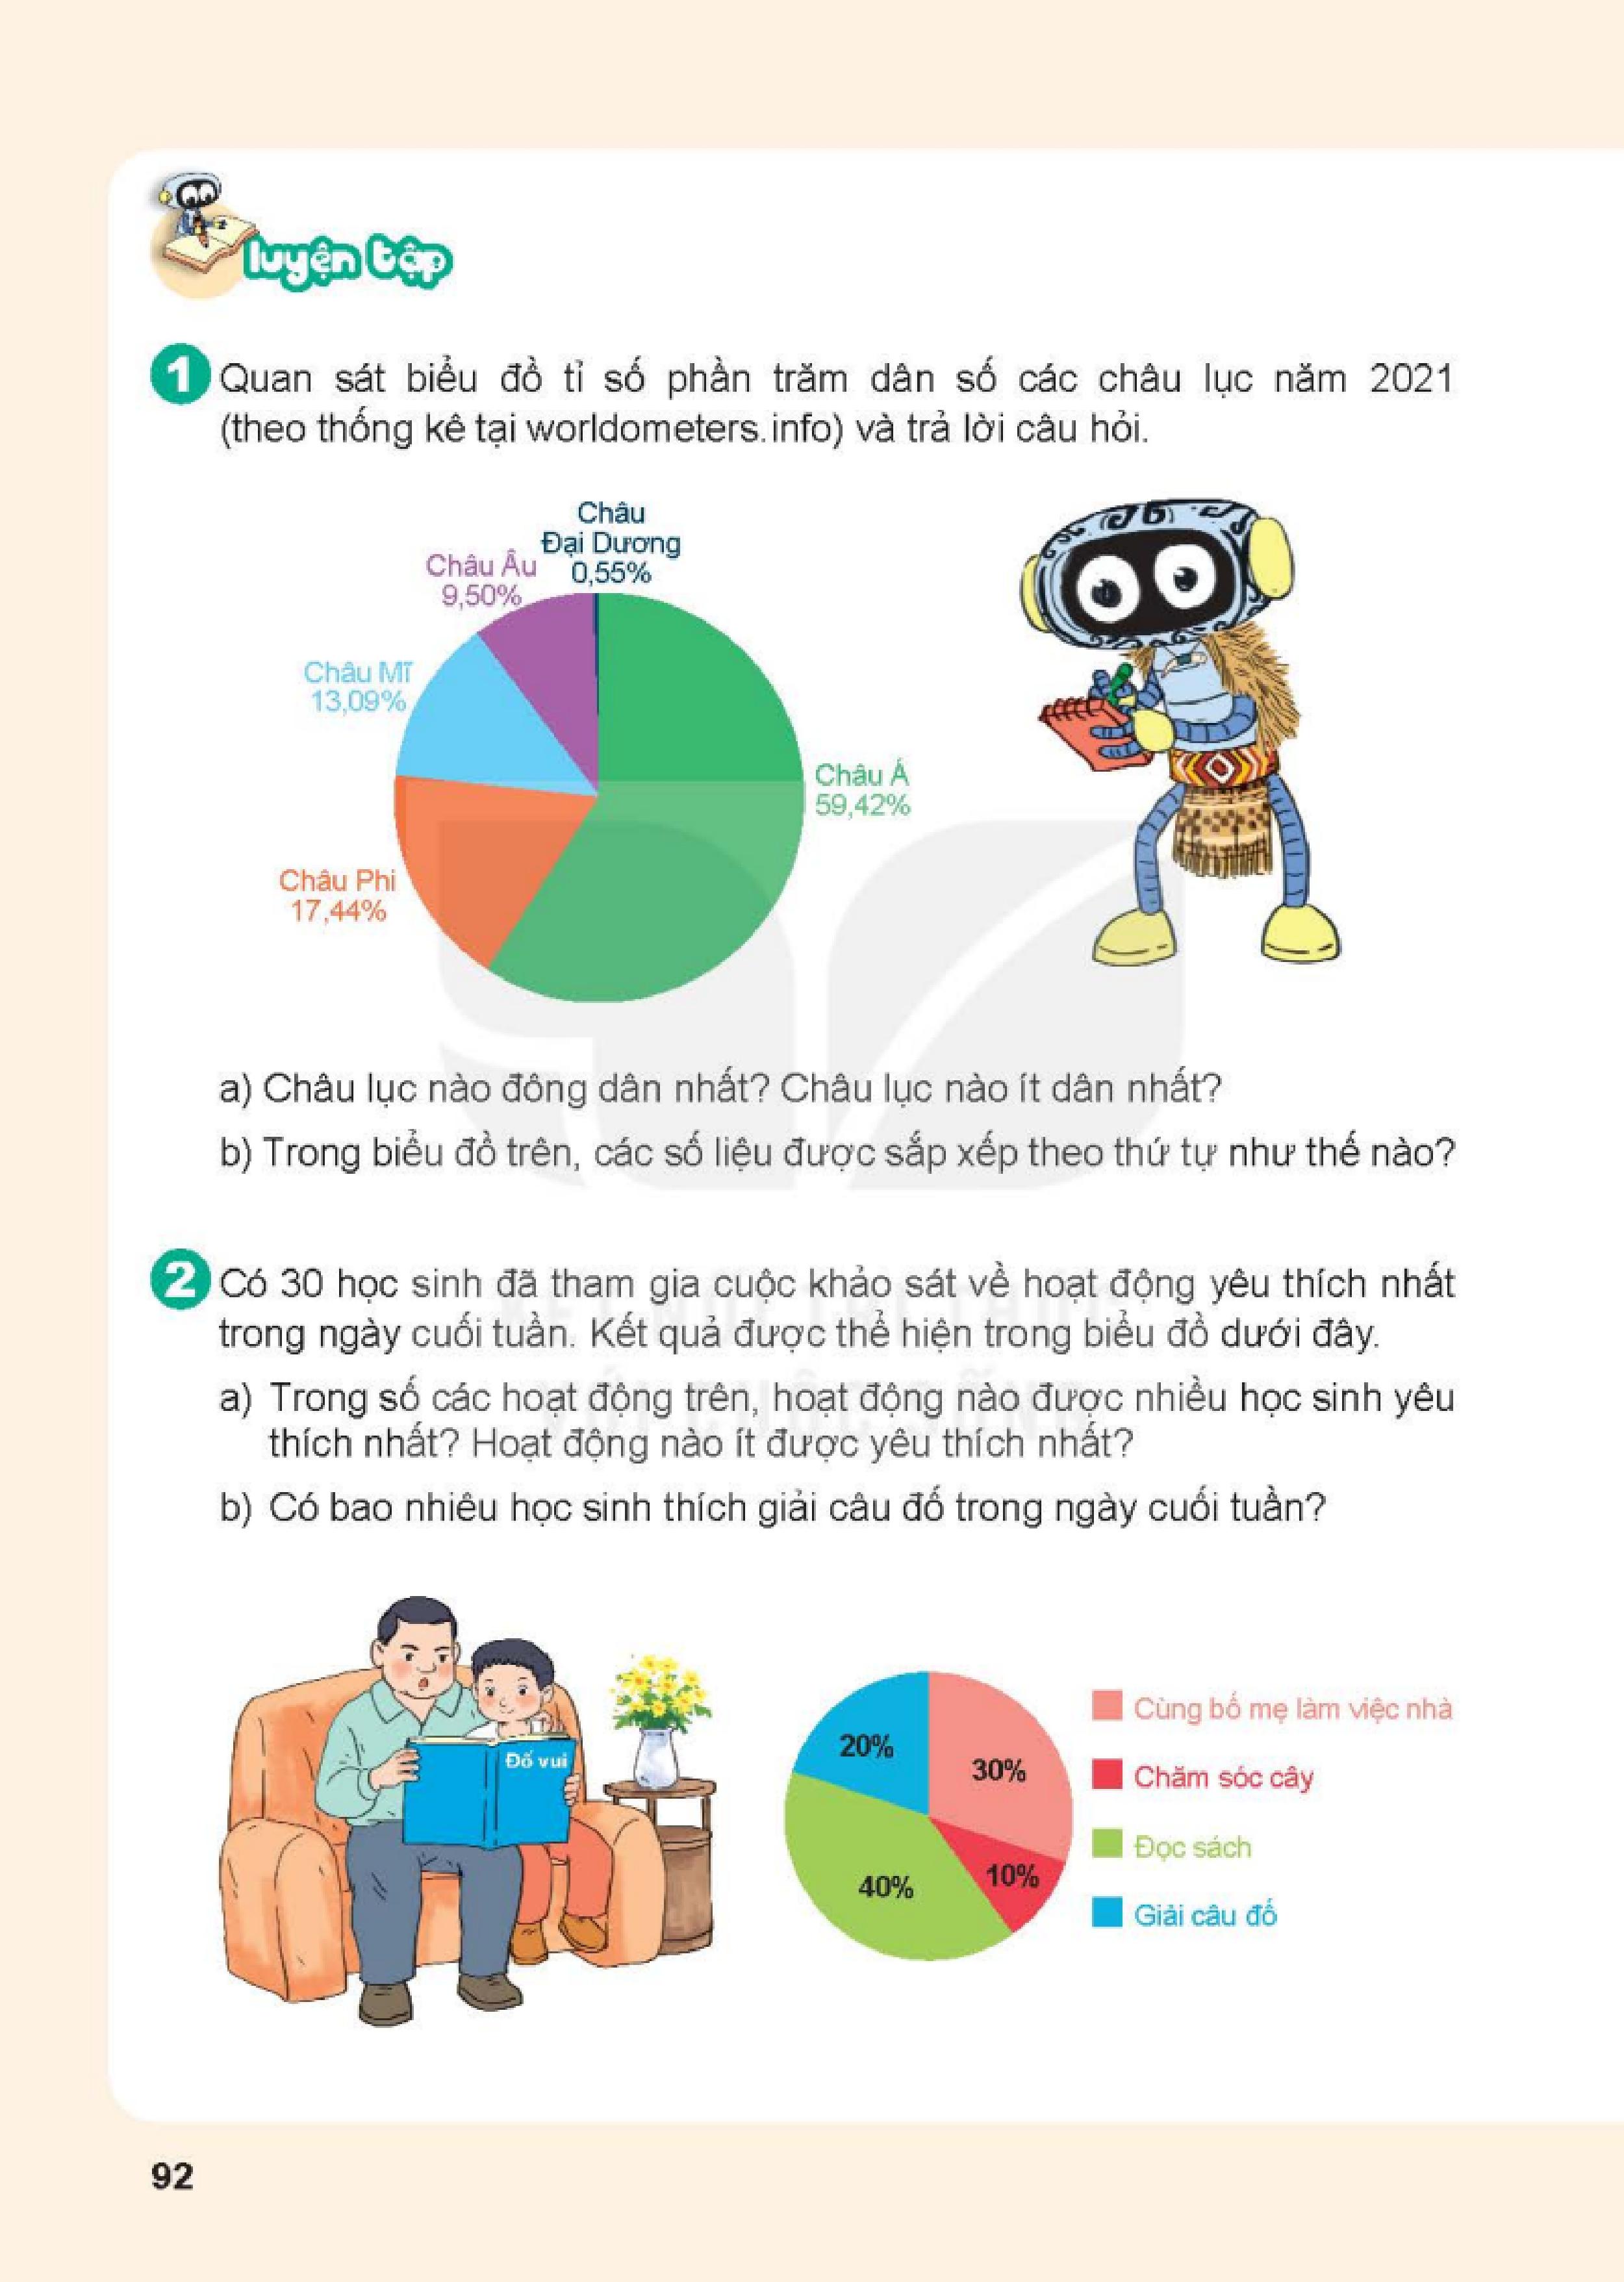 luyện tập
1 Quan sát biểu đồ tỉ số phần trăm dân số các châu lục năm 2021
(theo thống kê tại worldometers.info) và trả lời câu hỏi.
Châu
Đại Dương
0,55%
Châu Âu
9,50%
Châu Mĩ
13,09%
Châu Á
59,42%
Châu Phi
17,44%
a) Châu lục nào đông dân nhất? Châu lục nào ít dân nhất?
b) Trong biểu đồ trên, các số liệu được sắp xếp theo thứ tự như thế nào?
2 Có 30 học sinh đã tham gia cuộc khảo sát về hoạt động yêu thích nhất
trong ngày cuối tuần. Kết quả được thể hiện trong biểu đồ dưới đây.
a) Trong số các hoạt động trên, hoạt động nào được nhiều học sinh yêu
thích nhất? Hoạt động nào ít được yêu thích nhất?
b) Có bao nhiêu học sinh thích giải câu đố trong ngày cuối tuần?
Đố vui
20%
30%
40%
10%
Cùng bố mẹ làm việc nhà
Chăm sóc cây
Đọc sách
Giải câu đố
92